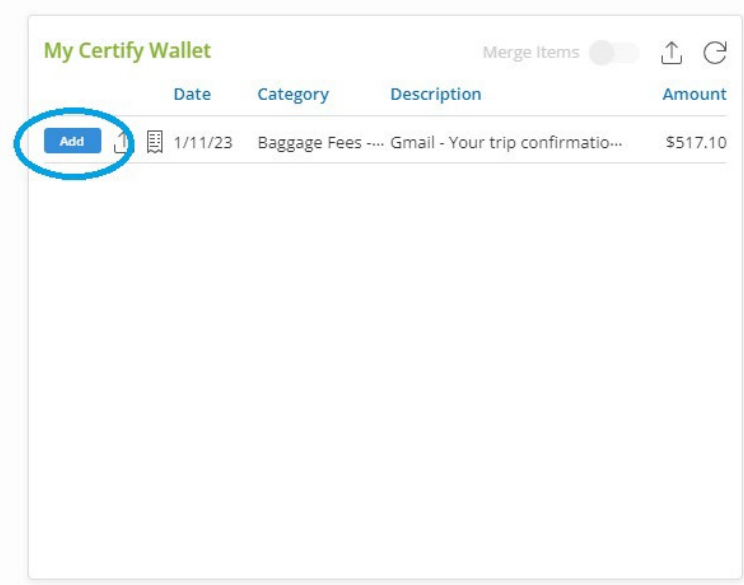 My Certify Wallet Merge Items
Date Category Description Amount
Add 1/11/23 Baggage Fees -... Gmail - Your trip confirmatio... $517.10